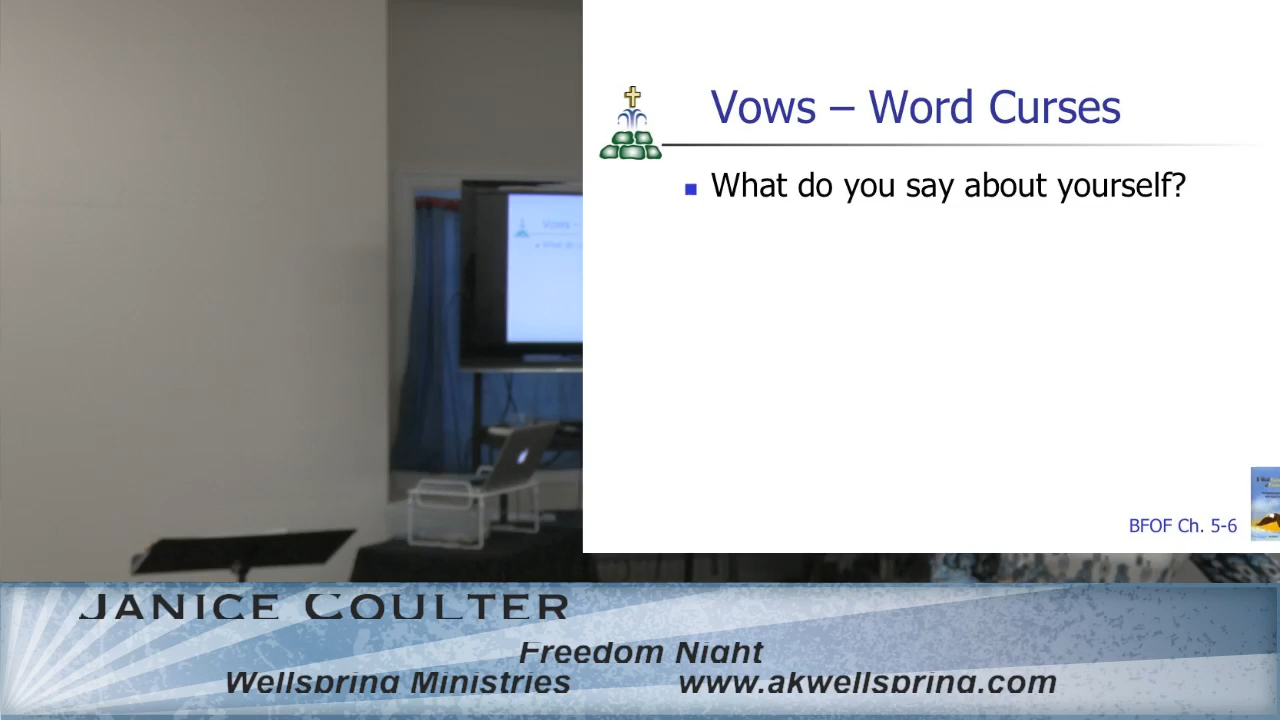 Vows – Word Curses
What do you say about yourself?
BFOF Ch. 5-6
Vows –
JANICE COULTER
Freedom Night
Wellspring Ministries www.akwellspring.com